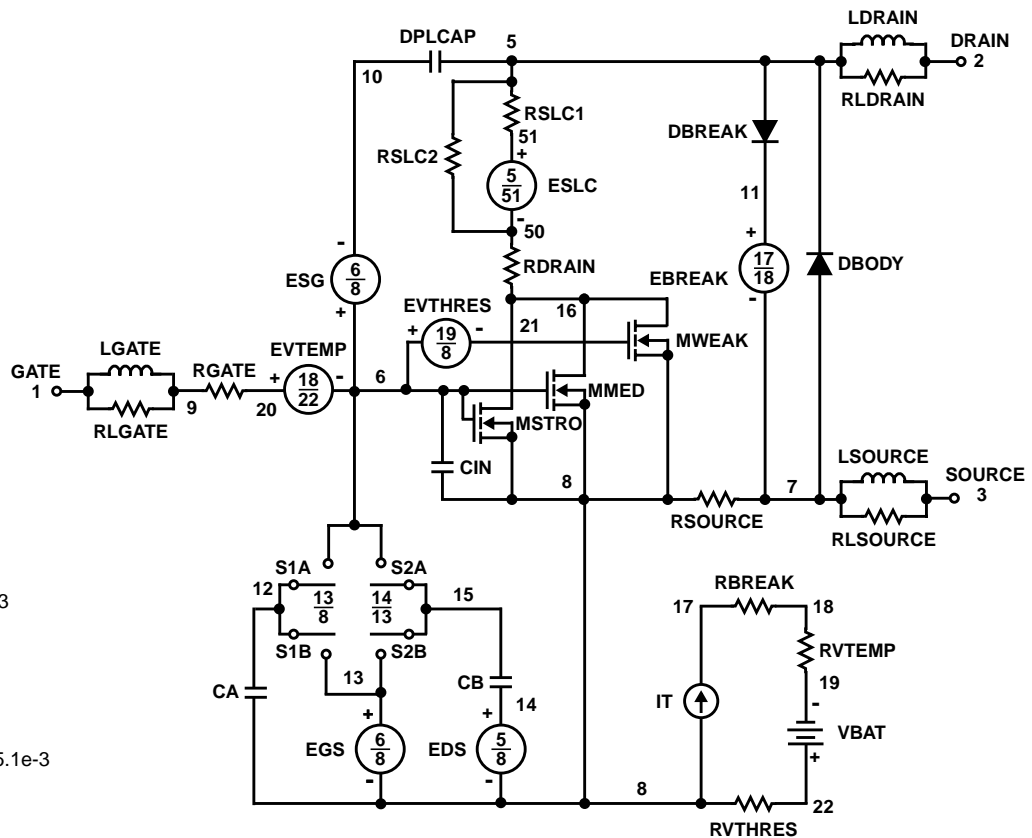 LDRAIN
DPLCAP 5 DRAIN
10 2
RSLC1 RLDRAIN
51 DBREAK
RSLC2 +
5
51
ESLC 11
-
50
- +
6
8
ESG
+
RDRAIN
17
18
EBREAK DBODY
-
EVTHRES 16
+ 19
8
- 21
MWEAK
LGATE EVTEMP
GATE RGATE
1 + 18
22
- 6 MMED
9 20
RLGATE MSTRO
CIN 8 LSOURCE
7 SOURCE
3
RSOURCE
RLSOURCE
S1A S2A
12 13
8
14
13
15 RBREAK
17 18
3
S1B S2B
RVTEMP
13 19
CA CB -
14 IT
+ + VBAT
EGS 6
8
EDS 5
8
+
5.1e-3
- -
8 22
RVTHRES